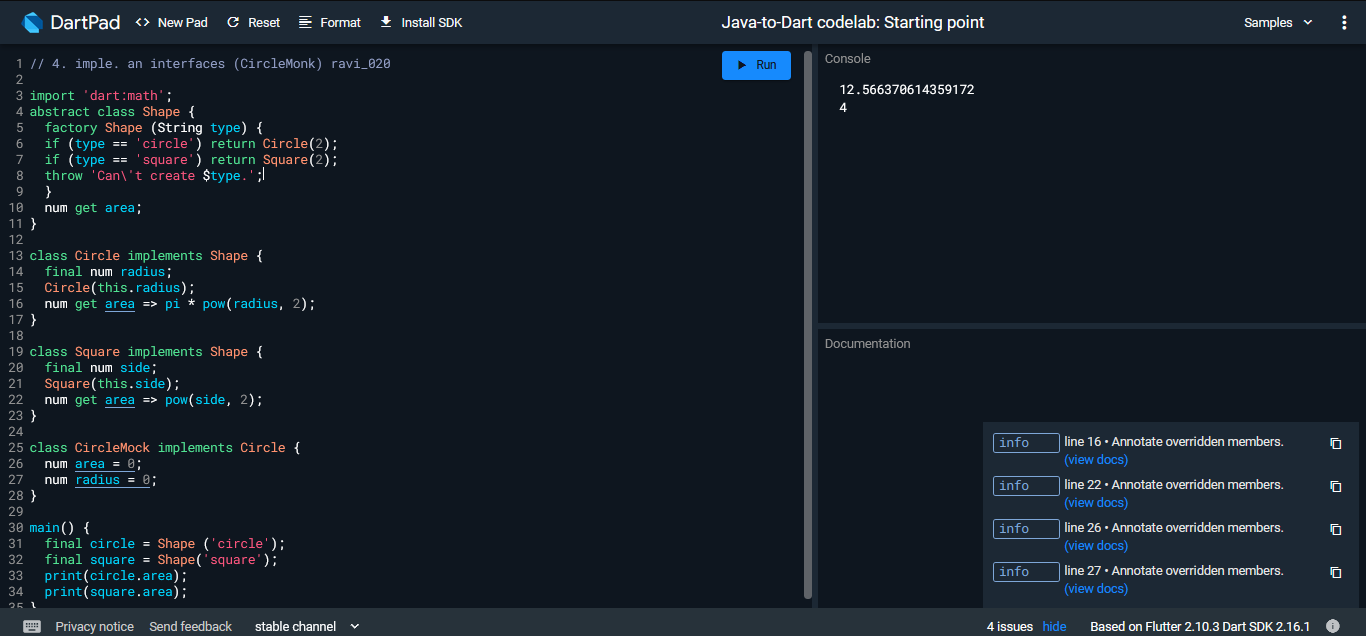 DartPad <> New Pad Reset Format Install SDK Java-to-Dart codelab: Starting point Samples
1 // 4. imple. an interfaces (CircleMonk) ravi_020
2
3 import 'dart:math';
4 abstract class Shape {
5 factory Shape (String type) {
6 if (type == 'circle') return Circle(2);
7 if (type == 'square') return Square(2);
8 throw 'Can\'t create $type.';
9 }
10 num get area;
11 }
12
13 class Circle implements Shape {
14 final num radius;
15 Circle(this.radius);
16 num get area => pi * pow(radius, 2);
17 }
18
19 class Square implements Shape {
20 final num side;
21 Square(this.side);
22 num get area => pow(side, 2);
23 }
24
25 class CircleMock implements Circle {
26 num area = 0;
27 num radius = 0;
28 }
29
30 main() {
31 final circle = Shape ('circle');
32 final square = Shape('square');
33 print(circle.area);
34 print(square.area);
35 }
Run
Console
12.566370614359172
4
Documentation
info line 16 • Annotate overridden members.
(view docs)
info line 22 • Annotate overridden members.
(view docs)
info line 26 • Annotate overridden members.
(view docs)
info line 27 • Annotate overridden members.
(view docs)
Privacy notice Send feedback stable channel 4 issues hide Based on Flutter 2.10.3 Dart SDK 2.16.1